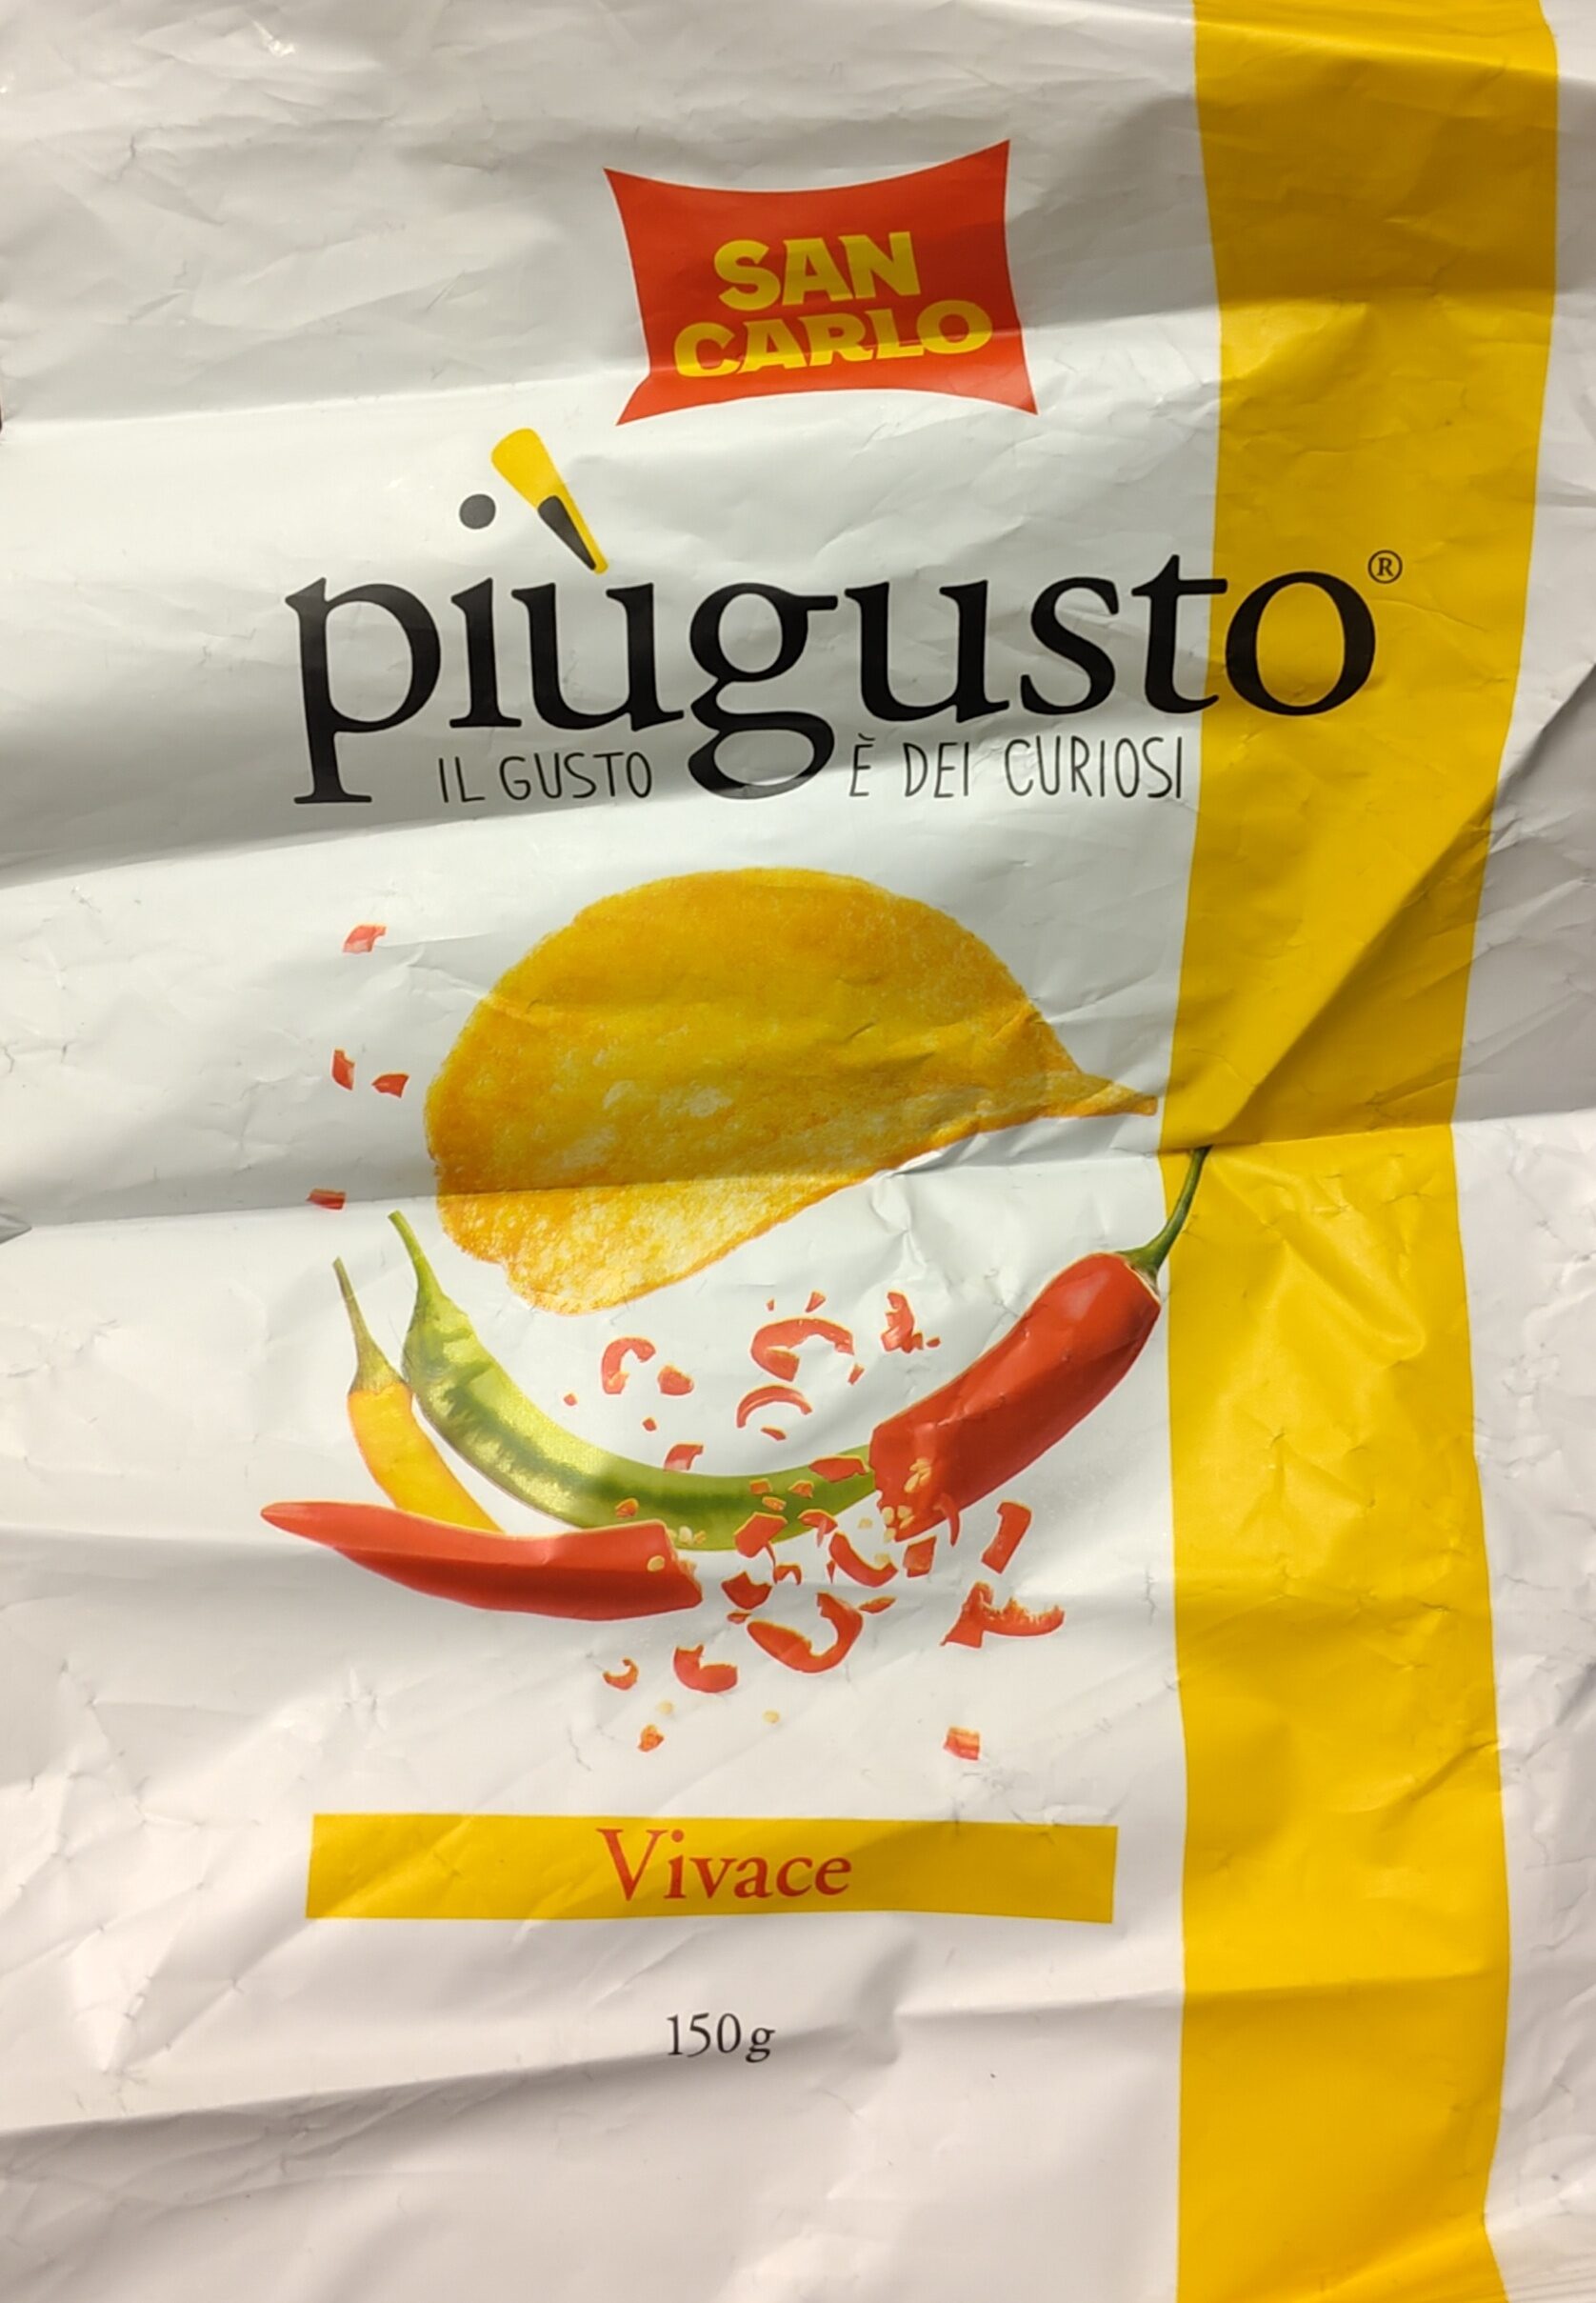 SAN
CARLO
piùgusto®
IL GUSTO È DEI CURIOSI
Vivace
150g